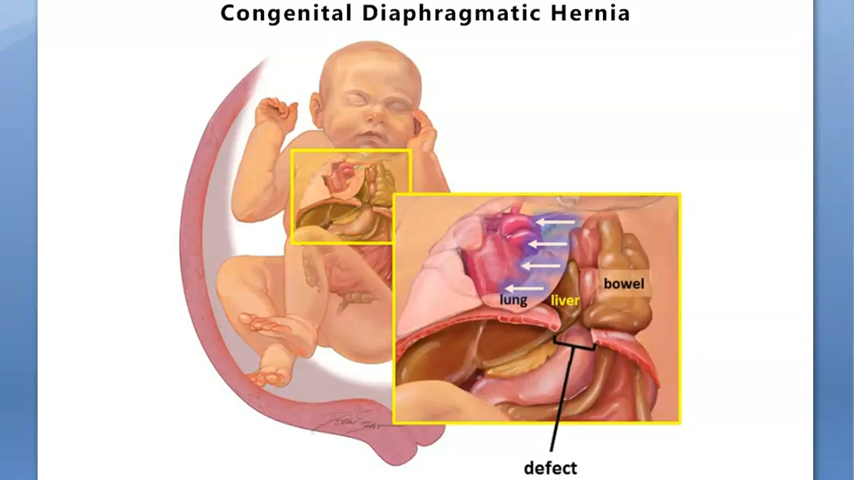 Congenital Diaphragmatic Hernia
bowel
lung
liver
defect